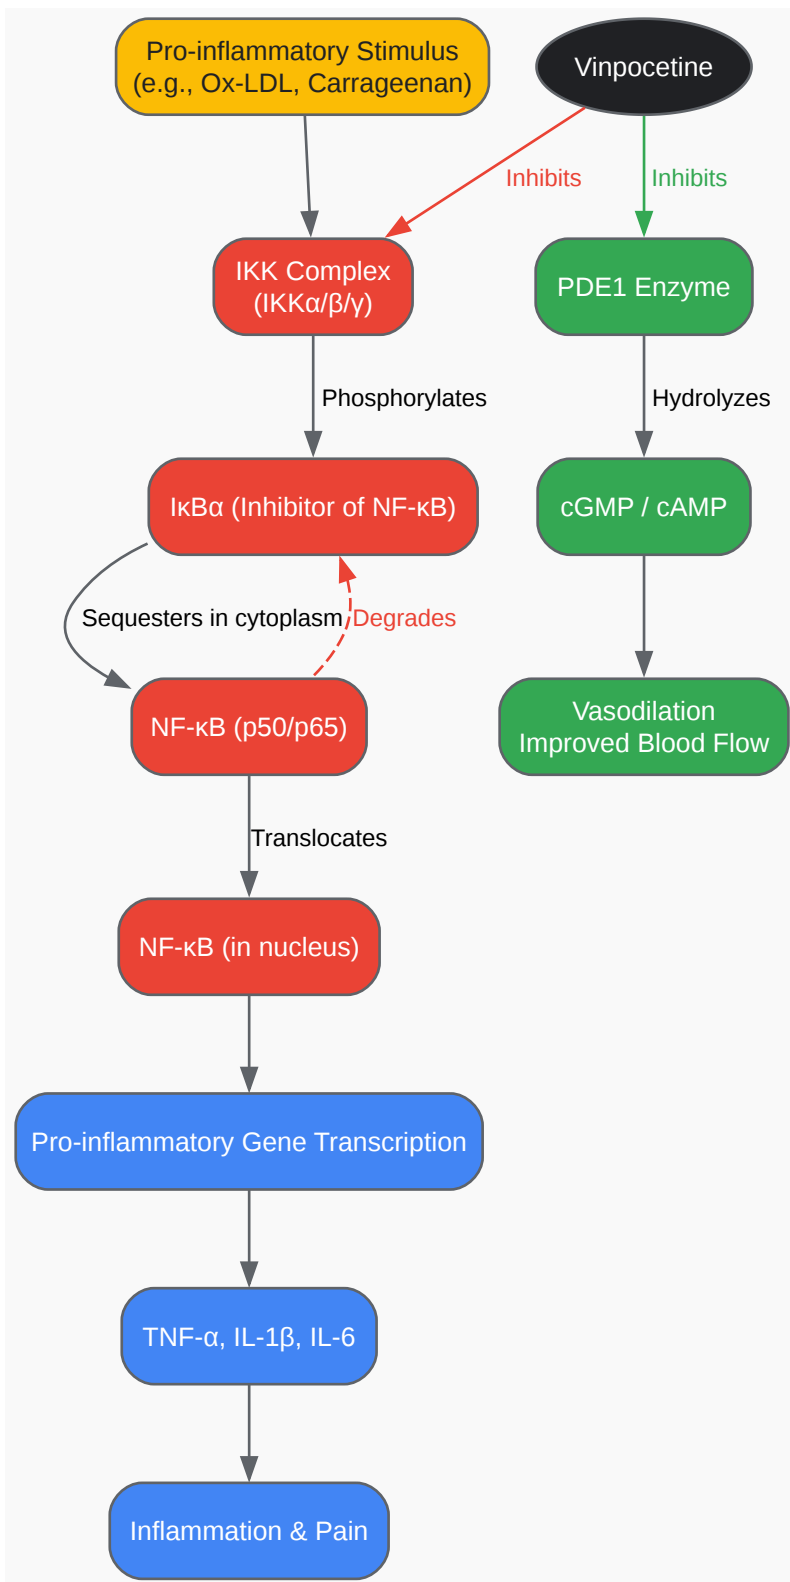 Pro-inflammatory Stimulus
(e.g., Ox-LDL, Carrageenan)
Vinpocetine
Inhibits
Inhibits
IKK Complex
(IKKα/β/γ)
PDE1 Enzyme
Phosphorylates
Hydrolyzes
IκBα (Inhibitor of NF-κB)
cGMP / cAMP
Sequesters in cytoplasm
Degrades
NF-κB (p50/p65)
Vasodilation
Improved Blood Flow
Translocates
NF-κB (in nucleus)
Pro-inflammatory Gene Transcription
TNF-α, IL-1β, IL-6
Inflammation & Pain